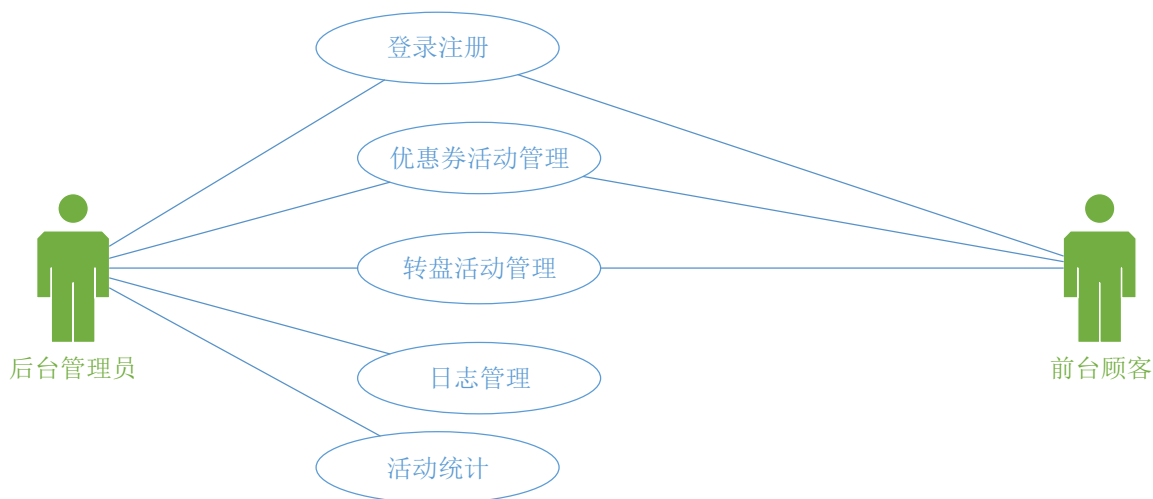 登录注册
优惠券活动管理
转盘活动管理
后台管理员
前台顾客
日志管理
活动统计